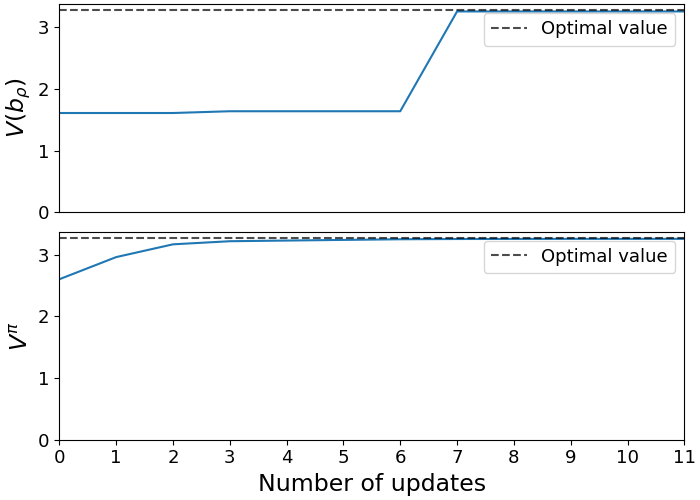 3
2
1
0
V(b_ρ)
Optimal value
3
2
1
0
V^π
Optimal value
0 1 2 3 4 5 6 7 8 9 10 11
Number of updates